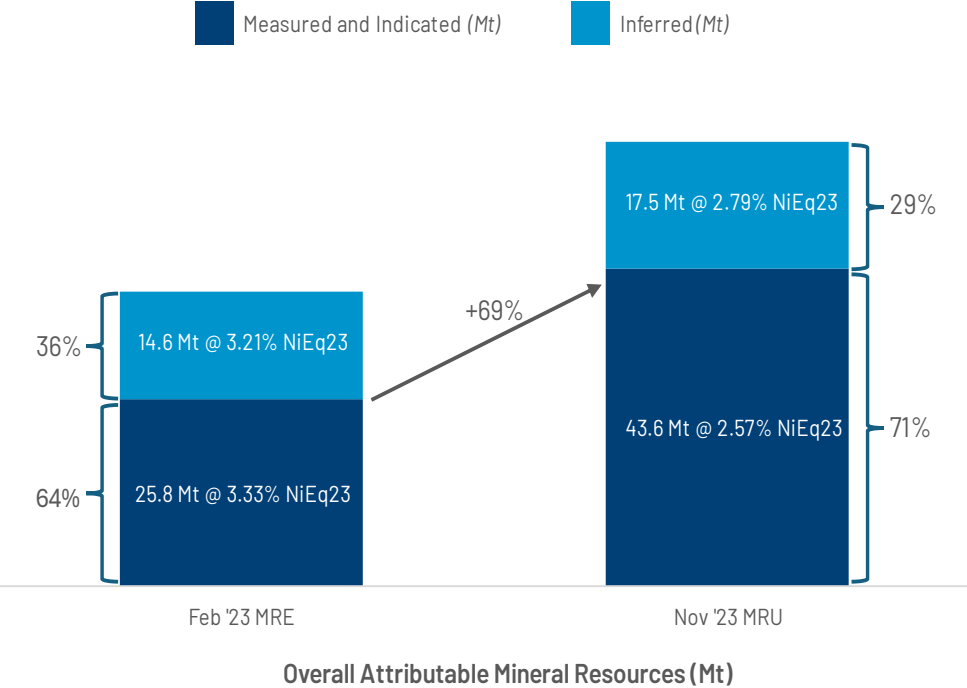 Measured and Indicated (Mt)
Inferred (Mt)
17.5 Mt @ 2.79% NiEq23
29%
+69%
36%
14.6 Mt @ 3.21% NiEq23
43.6 Mt @ 2.57% NiEq23
71%
64%
25.8 Mt @ 3.33% NiEq23
Feb '23 MRE
Nov '23 MRU
Overall Attributable Mineral Resources (Mt)